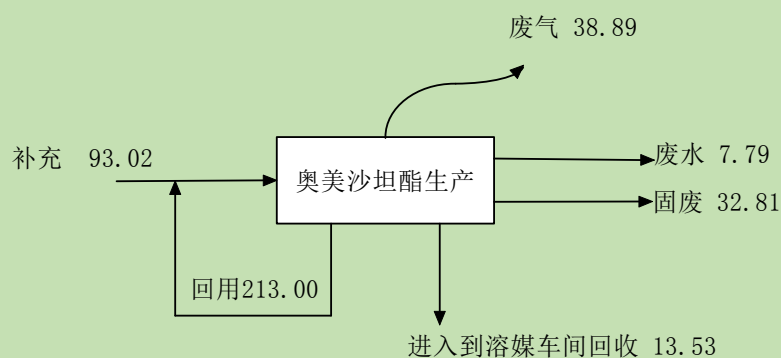 废气 38.89
补充 93.02
废水 7.79
奥美沙坦酯生产
固废 32.81
回用213.00
进入到溶媒车间回收 13.53